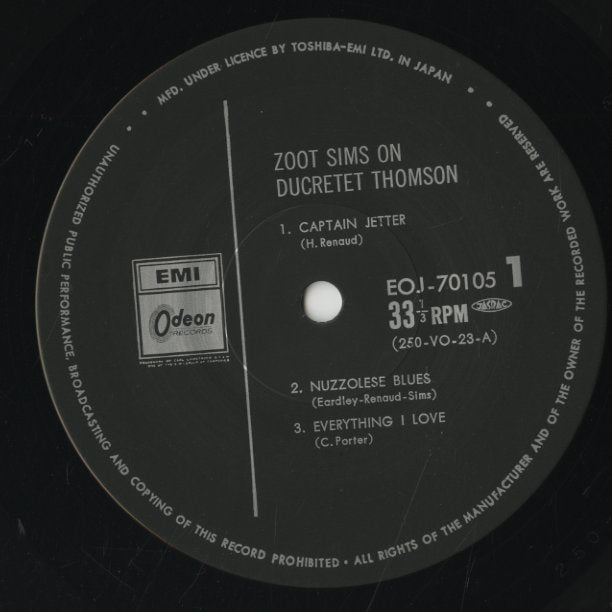 MFD. UNDER LICENCE BY TOSHIBA-EMI LTD. IN JAPAN
ZOOT SIMS ON
DUCRETET THOMSON
1. CAPTAIN JETTER
(H. Renaud)
EMI
Odeon
RECORDS
EOJ-70105 1
33 1/3 RPM JASRAC
(250-VO-23-A)
2. NUZZOLESE BLUES
(Eardley-Renaud-Sims)
3. EVERYTHING I LOVE
(C. Porter)
UNAUTHORIZED PUBLIC PERFORMANCE, BROADCASTING AND COPYING OF THIS RECORD PROHIBITED • ALL RIGHTS OF THE MANUFACTURER AND OF THE OWNER OF THE RECORDED WORK ARE RESERVED